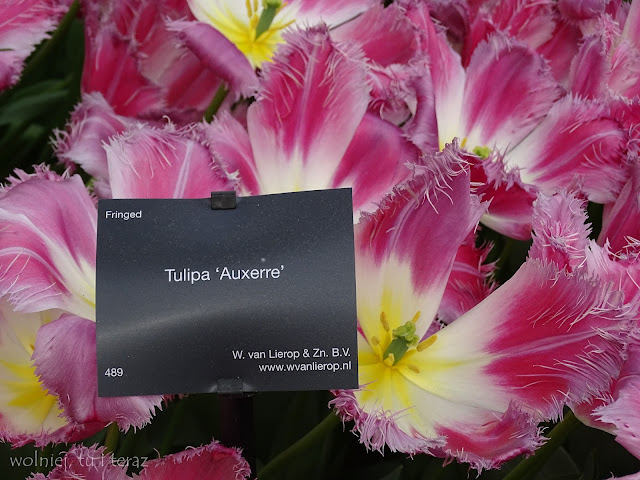 Fringed
Tulipa ‘Auxerre’
W. van Lierop & Zn. B.V.
www.wvanlierop.nl
489
wolniej, tu i teraz